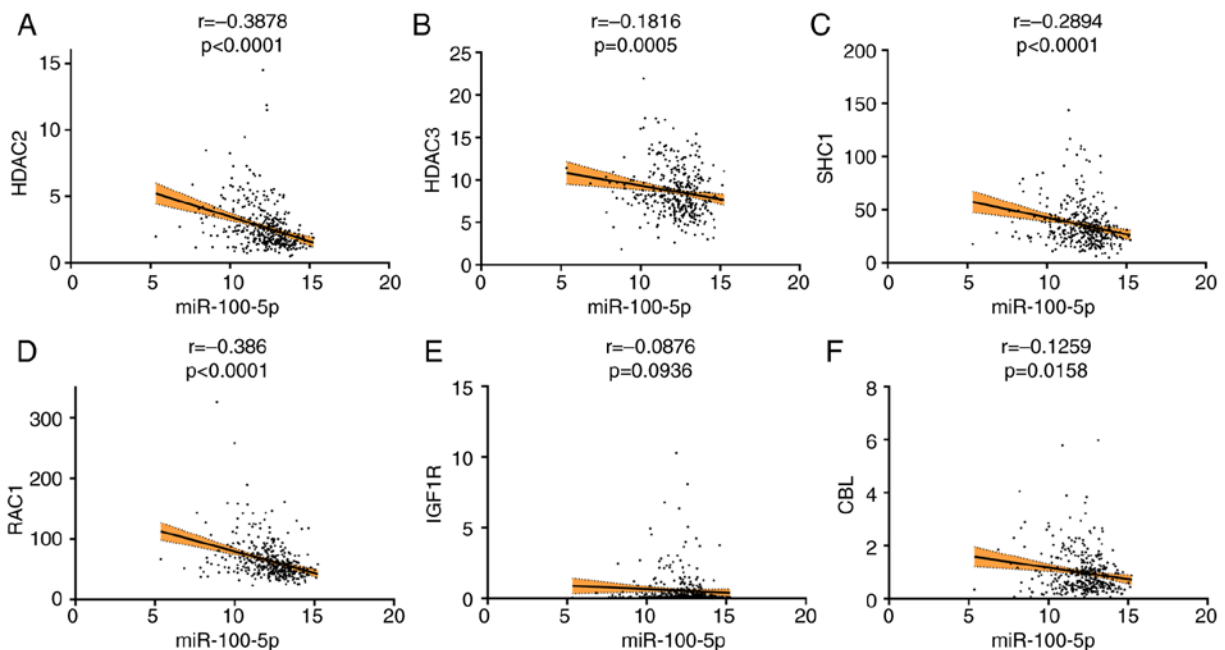 A
r=−0.3878
p<0.0001
15
10
5
0
HDAC2
0
5
10
15
20
miR-100-5p
B
r=−0.1816
p=0.0005
25
20
15
10
5
0
HDAC3
0
5
10
15
20
miR-100-5p
C
r=−0.2894
p<0.0001
200
150
100
50
0
SHC1
0
5
10
15
20
miR-100-5p
D
r=−0.386
p<0.0001
300
200
100
0
RAC1
0
5
10
15
20
miR-100-5p
E
r=−0.0876
p=0.0936
15
10
5
0
IGF1R
0
5
10
15
20
miR-100-5p
F
r=−0.1259
p=0.0158
8
6
4
2
0
CBL
0
5
10
15
20
miR-100-5p